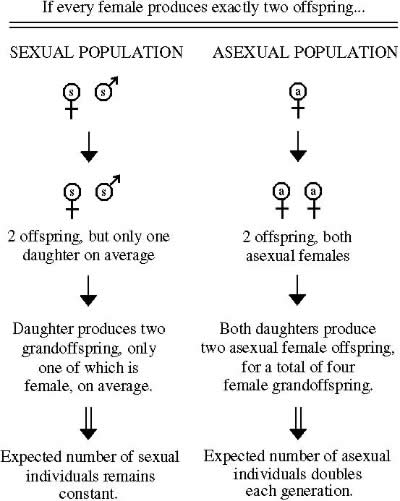 If every female produces exactly two offspring...
SEXUAL POPULATION
s s
s s
2 offspring, but only one
daughter on average
Daughter produces two
grandoffspring, only
one of which is
female, on average.
Expected number of sexual
individuals remains
constant.
ASEXUAL POPULATION
a
a a
2 offspring, both
asexual females
Both daughters produce
two asexual female offspring,
for a total of four
female grandoffspring.
Expected number of asexual
individuals doubles
each generation.